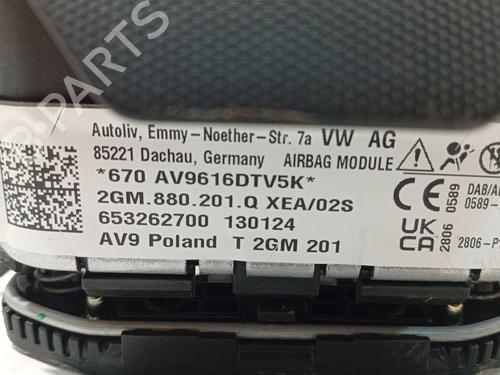 Autoliv, Emmy-Noether-Str. 7a VW AG
85221 Dachau, Germany AIRBAG MODULE
*670 AV9616DTV5K*
2GM.880.201.Q XEA/02S
653262700 130124
AV9 Poland T 2GM 201
CE 0589 DAB/
0589-
UK CA 2806 2806-P
B-PARTS